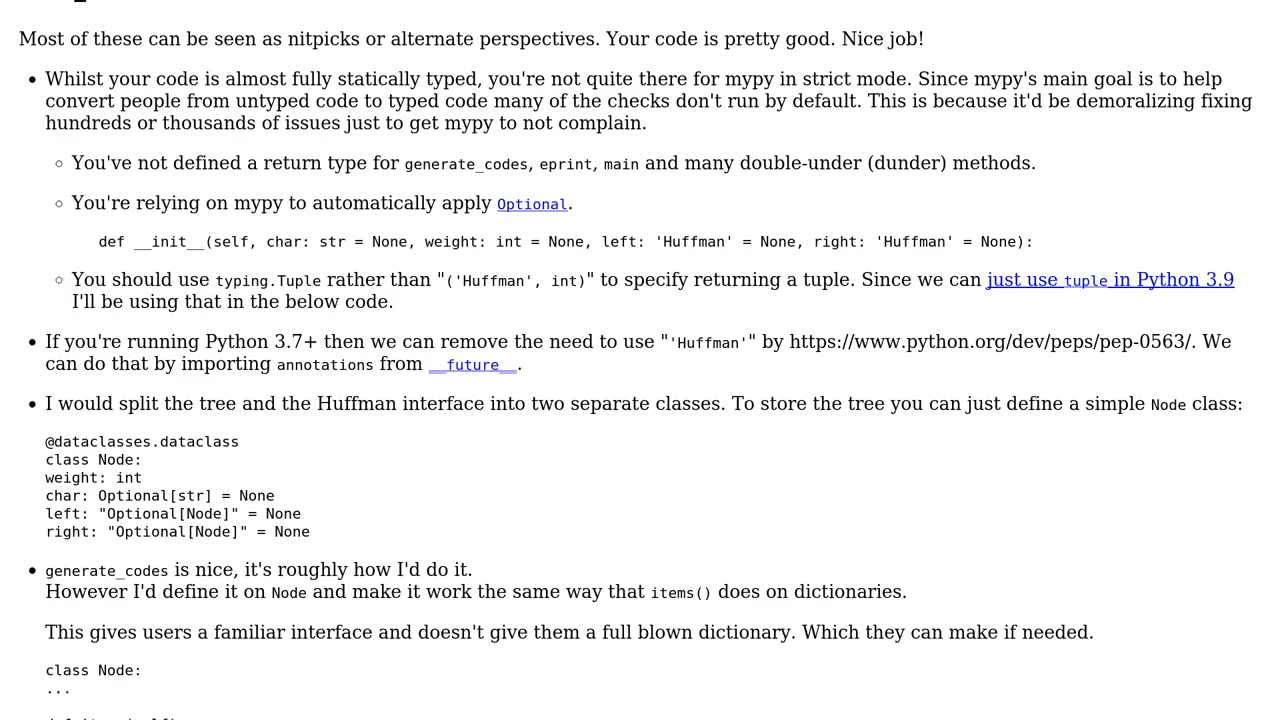 Most of these can be seen as nitpicks or alternate perspectives. Your code is pretty good. Nice job!
Whilst your code is almost fully statically typed, you're not quite there for mypy in strict mode. Since mypy's main goal is to help
convert people from untyped code to typed code many of the checks don't run by default. This is because it'd be demoralizing fixing
hundreds or thousands of issues just to get mypy to not complain.
You've not defined a return type for generate_codes, eprint, main and many double-under (dunder) methods.
You're relying on mypy to automatically apply Optional.
def __init__(self, char: str = None, weight: int = None, left: 'Huffman' = None, right: 'Huffman' = None):
You should use typing.Tuple rather than "('Huffman', int)" to specify returning a tuple. Since we can just use tuple in Python 3.9
I'll be using that in the below code.
If you're running Python 3.7+ then we can remove the need to use "'Huffman'" by https://www.python.org/dev/peps/pep-0563/. We
can do that by importing annotations from __future__.
I would split the tree and the Huffman interface into two separate classes. To store the tree you can just define a simple Node class:
@dataclasses.dataclass
class Node:
weight: int
char: Optional[str] = None
left: "Optional[Node]" = None
right: "Optional[Node]" = None
generate_codes is nice, it's roughly how I'd do it.
However I'd define it on Node and make it work the same way that items() does on dictionaries.
This gives users a familiar interface and doesn't give them a full blown dictionary. Which they can make if needed.
class Node:
...